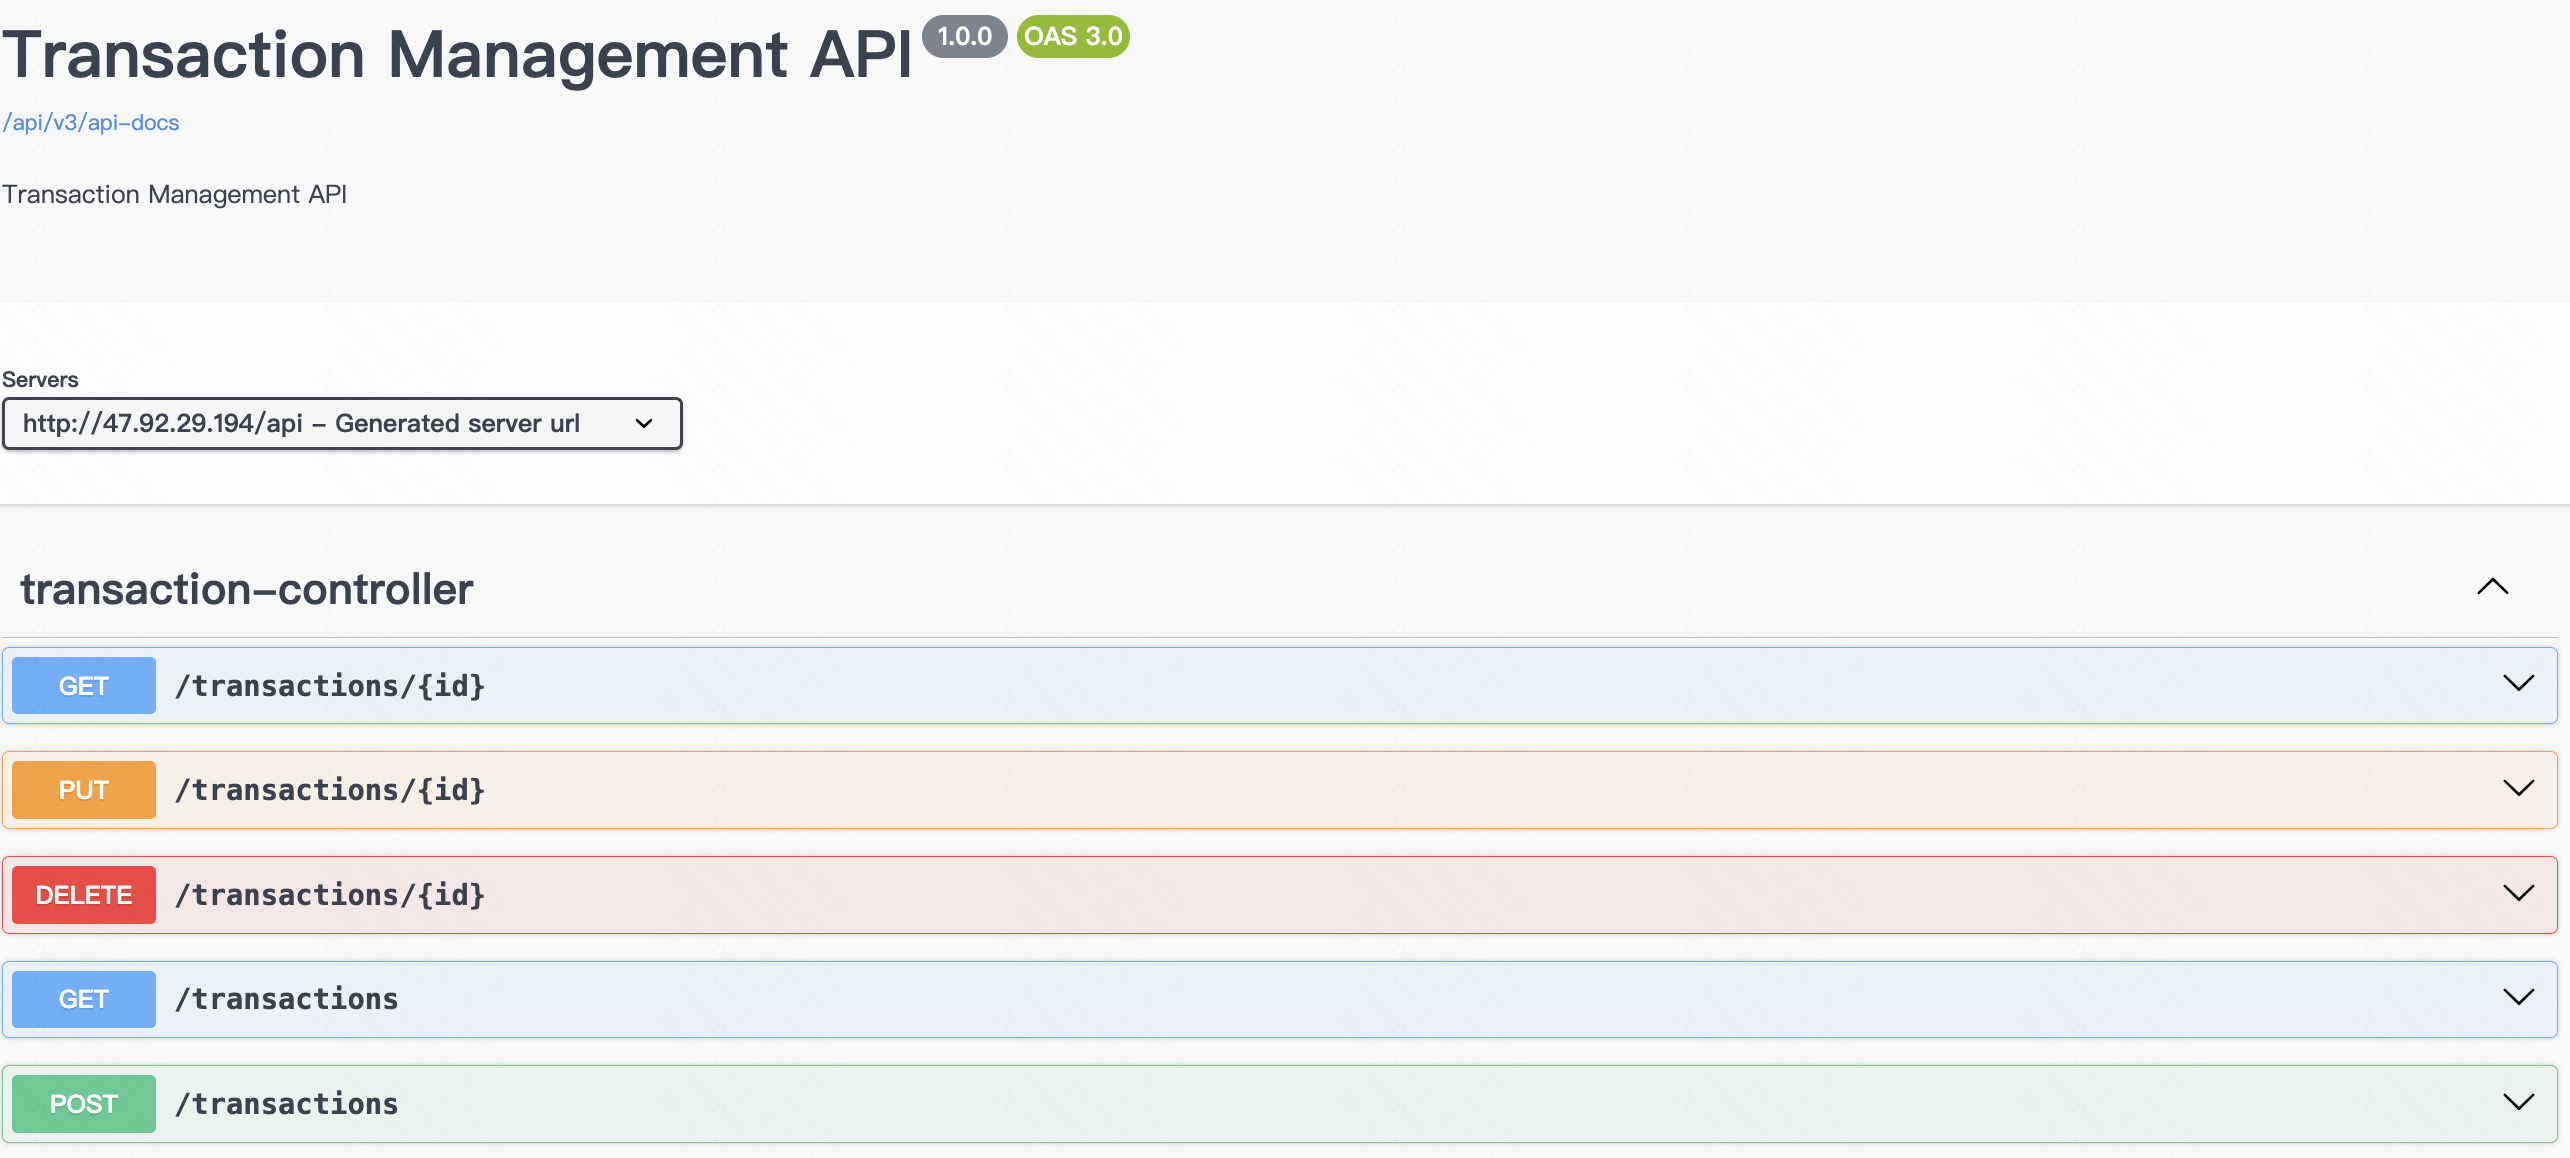 Transaction Management API 1.0.0 OAS 3.0
/api/v3/api-docs
Transaction Management API
Servers
http://47.92.29.194/api – Generated server url
transaction-controller
GET /transactions/{id}
PUT /transactions/{id}
DELETE /transactions/{id}
GET /transactions
POST /transactions